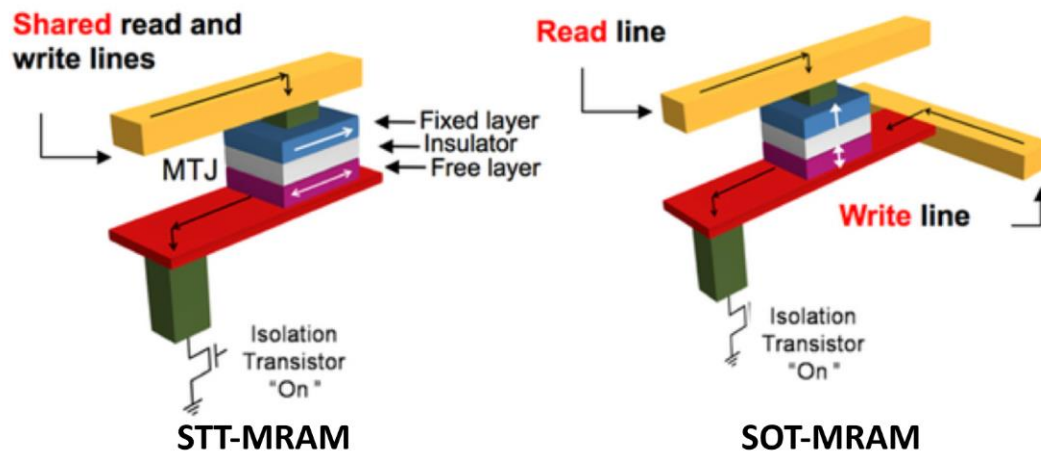 Shared read and
write lines
Fixed layer
Insulator
Free layer
MTJ
Isolation
Transistor
"On "
STT-MRAM
Read line
Write line
Isolation
Transistor
"On "
SOT-MRAM